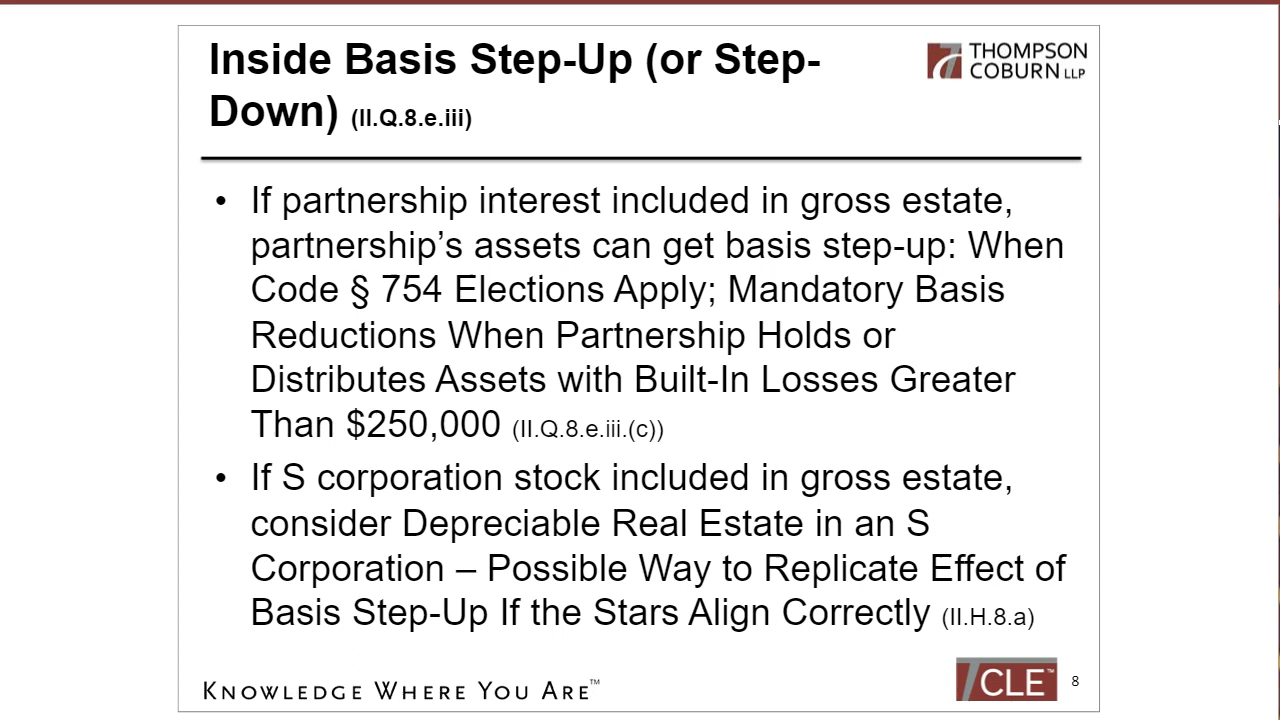 Inside Basis Step-Up (or Step-
Down) (II.Q.8.e.iii)
THOMPSON
COBURN LLP
• If partnership interest included in gross estate,
partnership’s assets can get basis step-up: When
Code § 754 Elections Apply; Mandatory Basis
Reductions When Partnership Holds or
Distributes Assets with Built-In Losses Greater
Than $250,000 (II.Q.8.e.iii.(c))
• If S corporation stock included in gross estate,
consider Depreciable Real Estate in an S
Corporation – Possible Way to Replicate Effect of
Basis Step-Up If the Stars Align Correctly (II.H.8.a)
KNOWLEDGE WHERE YOU ARE™
CLE™
8